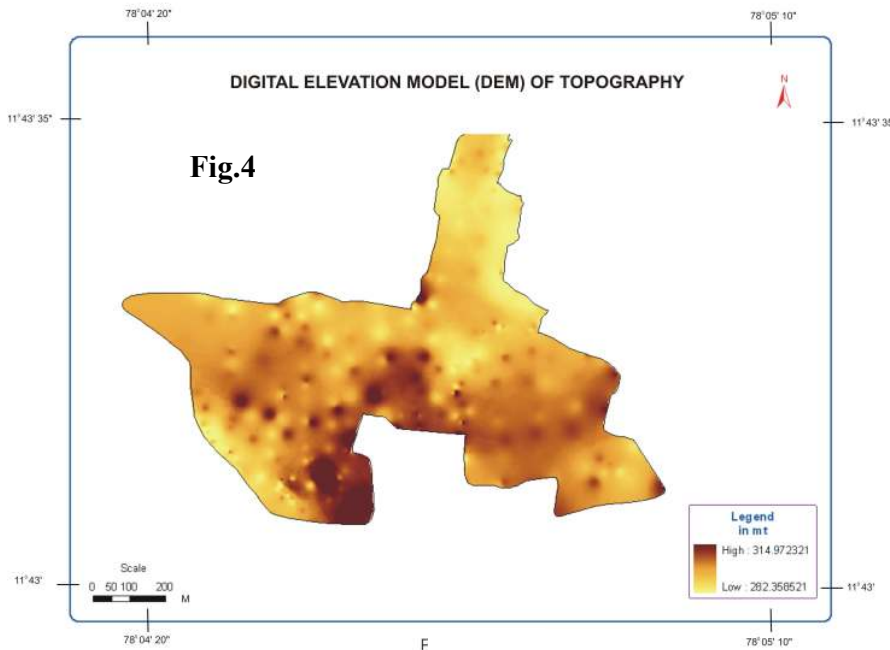 78° 04' 20"
78° 05' 10"
DIGITAL ELEVATION MODEL (DEM) OF TOPOGRAPHY
N
11° 43' 35"
11° 43' 35
Fig.4
Legend
in mt
High : 314.972321
Low : 282.358521
Scale
0 50 100 200
M
11° 43'
11° 43'
78° 04' 20"
78° 05' 10"
F